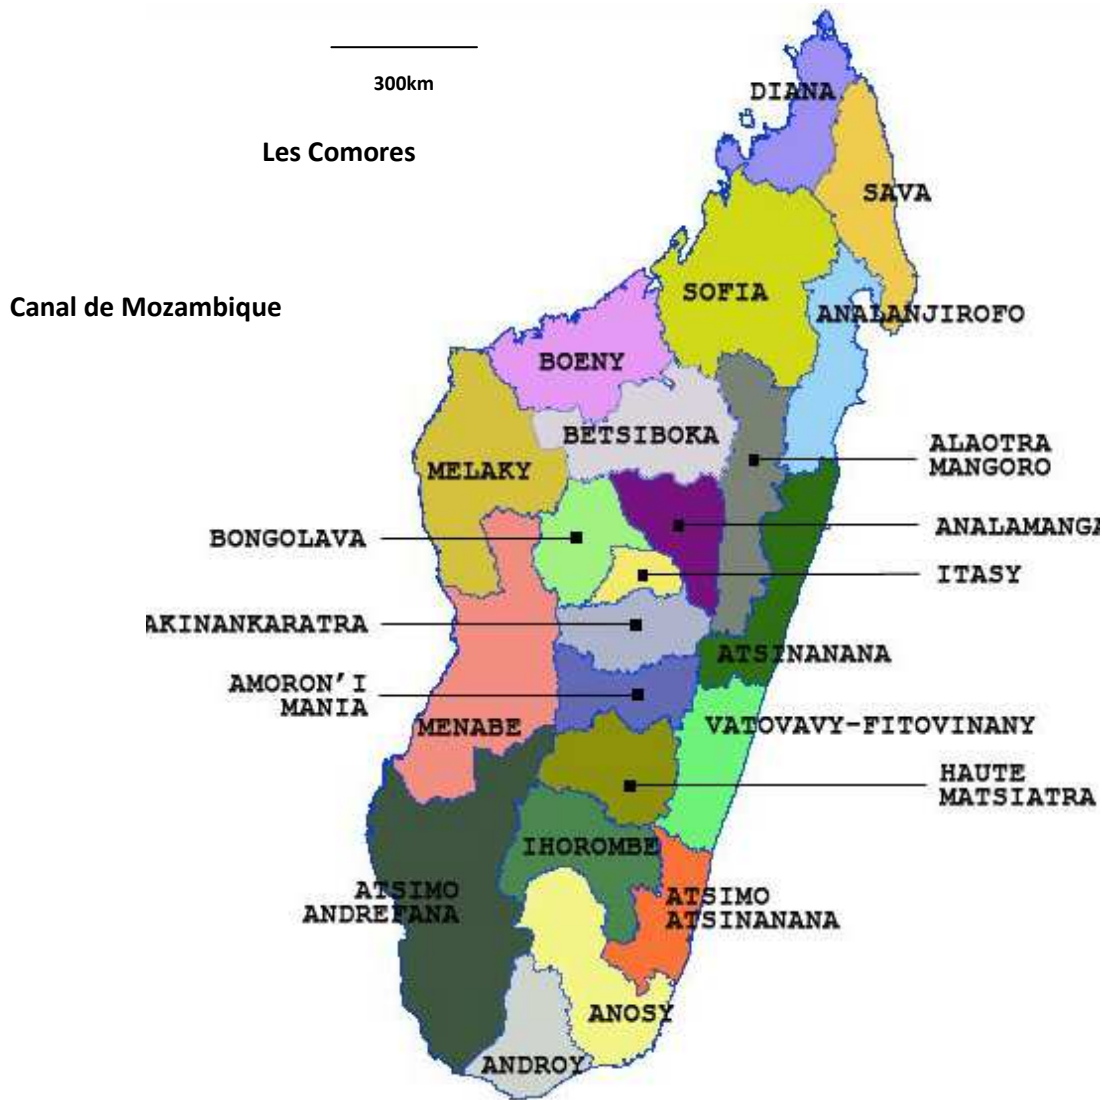 300km
Les Comores
DIANA
SAVA
SOFIA
Canal de Mozambique
ANALANJIROFO
BOENY
BETSIBOKA
ALAOTRA
MANGORO
MELAKY
ANALAMANGA
BONGOLAVA
ITASY
AKINANKARATRA
ATSINANANA
AMORON’I
MANIA
VATOVAVY-FITOVINANY
MENABE
HAUTE
MATSIATRA
IHOROMBE
ATSIMO
ANDREFANA
ATSIMO
ATSINANANA
ANOSY
ANDROY